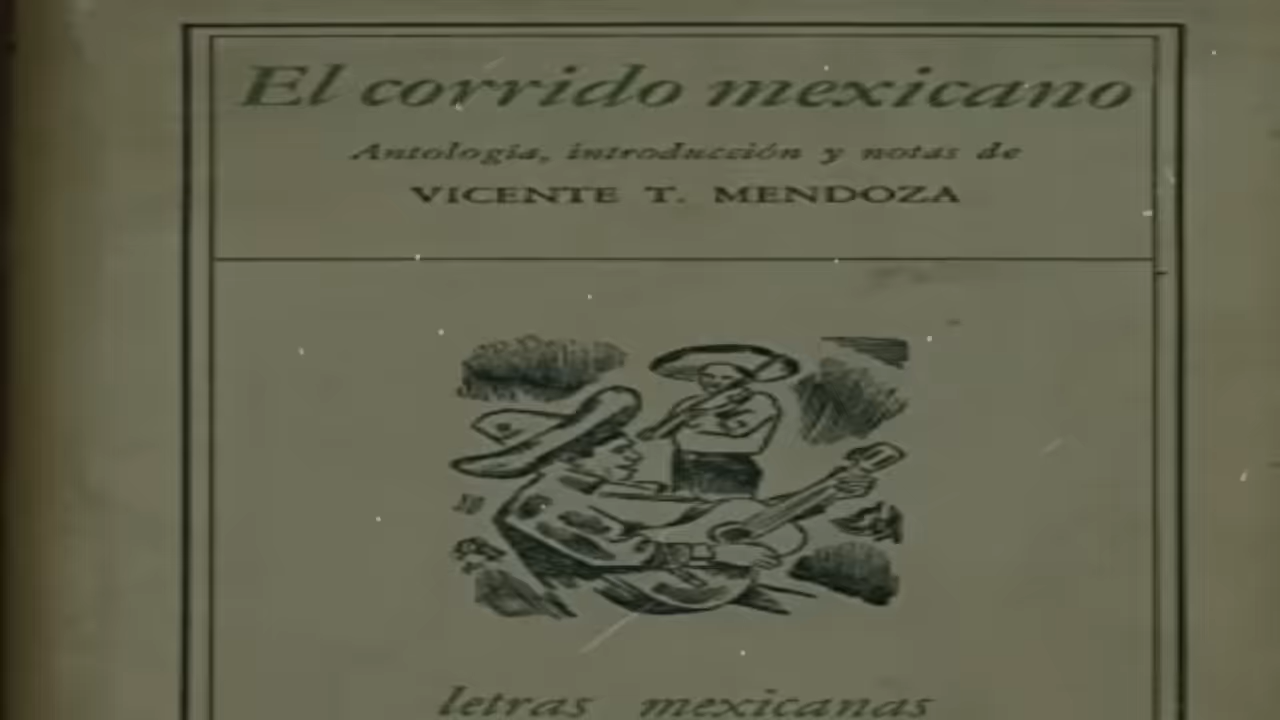 El corrido mexicano
Antología, introducción y notas de
VICENTE T. MENDOZA
letras mexicanas